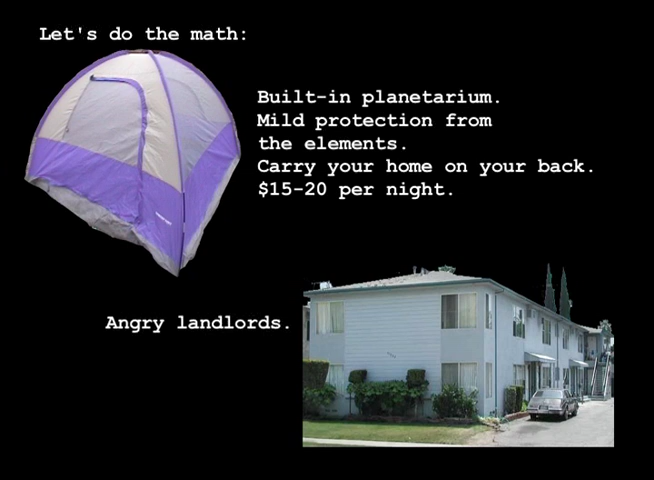 Let's do the math:
Built-in planetarium.
Mild protection from
the elements.
Carry your home on your back.
$15-20 per night.
Angry landlords.